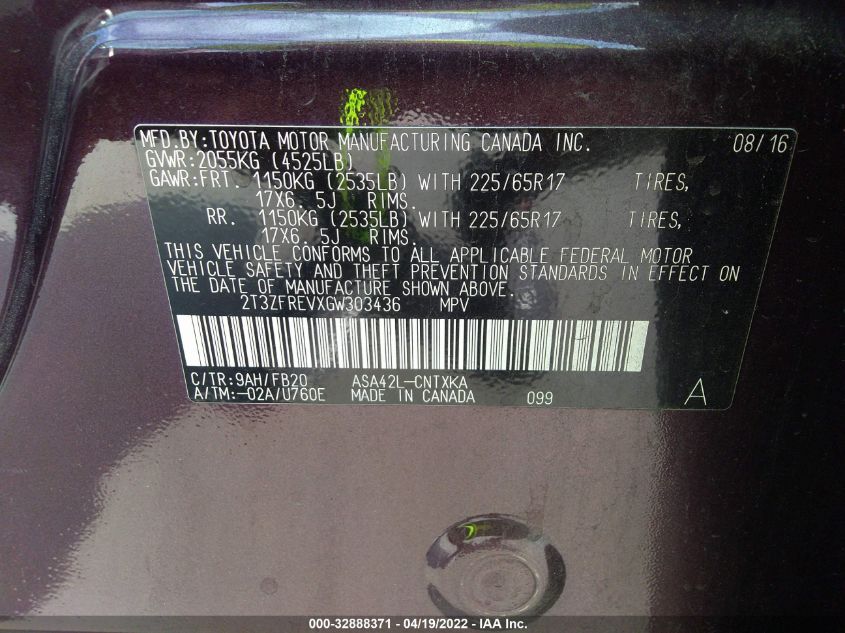 MFD.BY:TOYOTA MOTOR MANUFACTURING CANADA INC. 08/16
GVWR:2055KG (4525LB)
GAWR:FRT. 1150KG (2535LB) WITH 225/65R17 TIRES,
17X6. 5J RIMS.
RR. 1150KG (2535LB) WITH 225/65R17 TIRES,
17X6. 5J RIMS.
THIS VEHICLE CONFORMS TO ALL APPLICABLE FEDERAL MOTOR
VEHICLE SAFETY AND THEFT PREVENTION STANDARDS IN EFFECT ON
THE DATE OF MANUFACTURE SHOWN ABOVE.
2T3ZFREVXGW303436 MPV
C/TR:9AH/FB20 ASA42L-CNTXKA
A/TM:-02A/U760E MADE IN CANADA 099 A
000-32888371 - 04/19/2022 - IAA Inc.